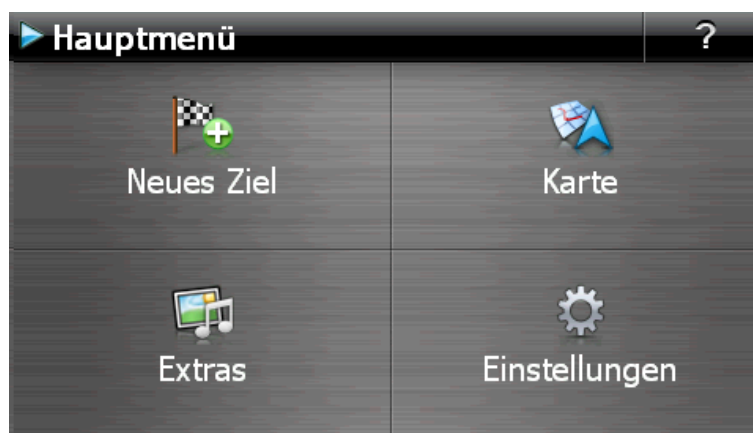 Hauptmenü
?
Neues Ziel
Karte
Extras
Einstellungen